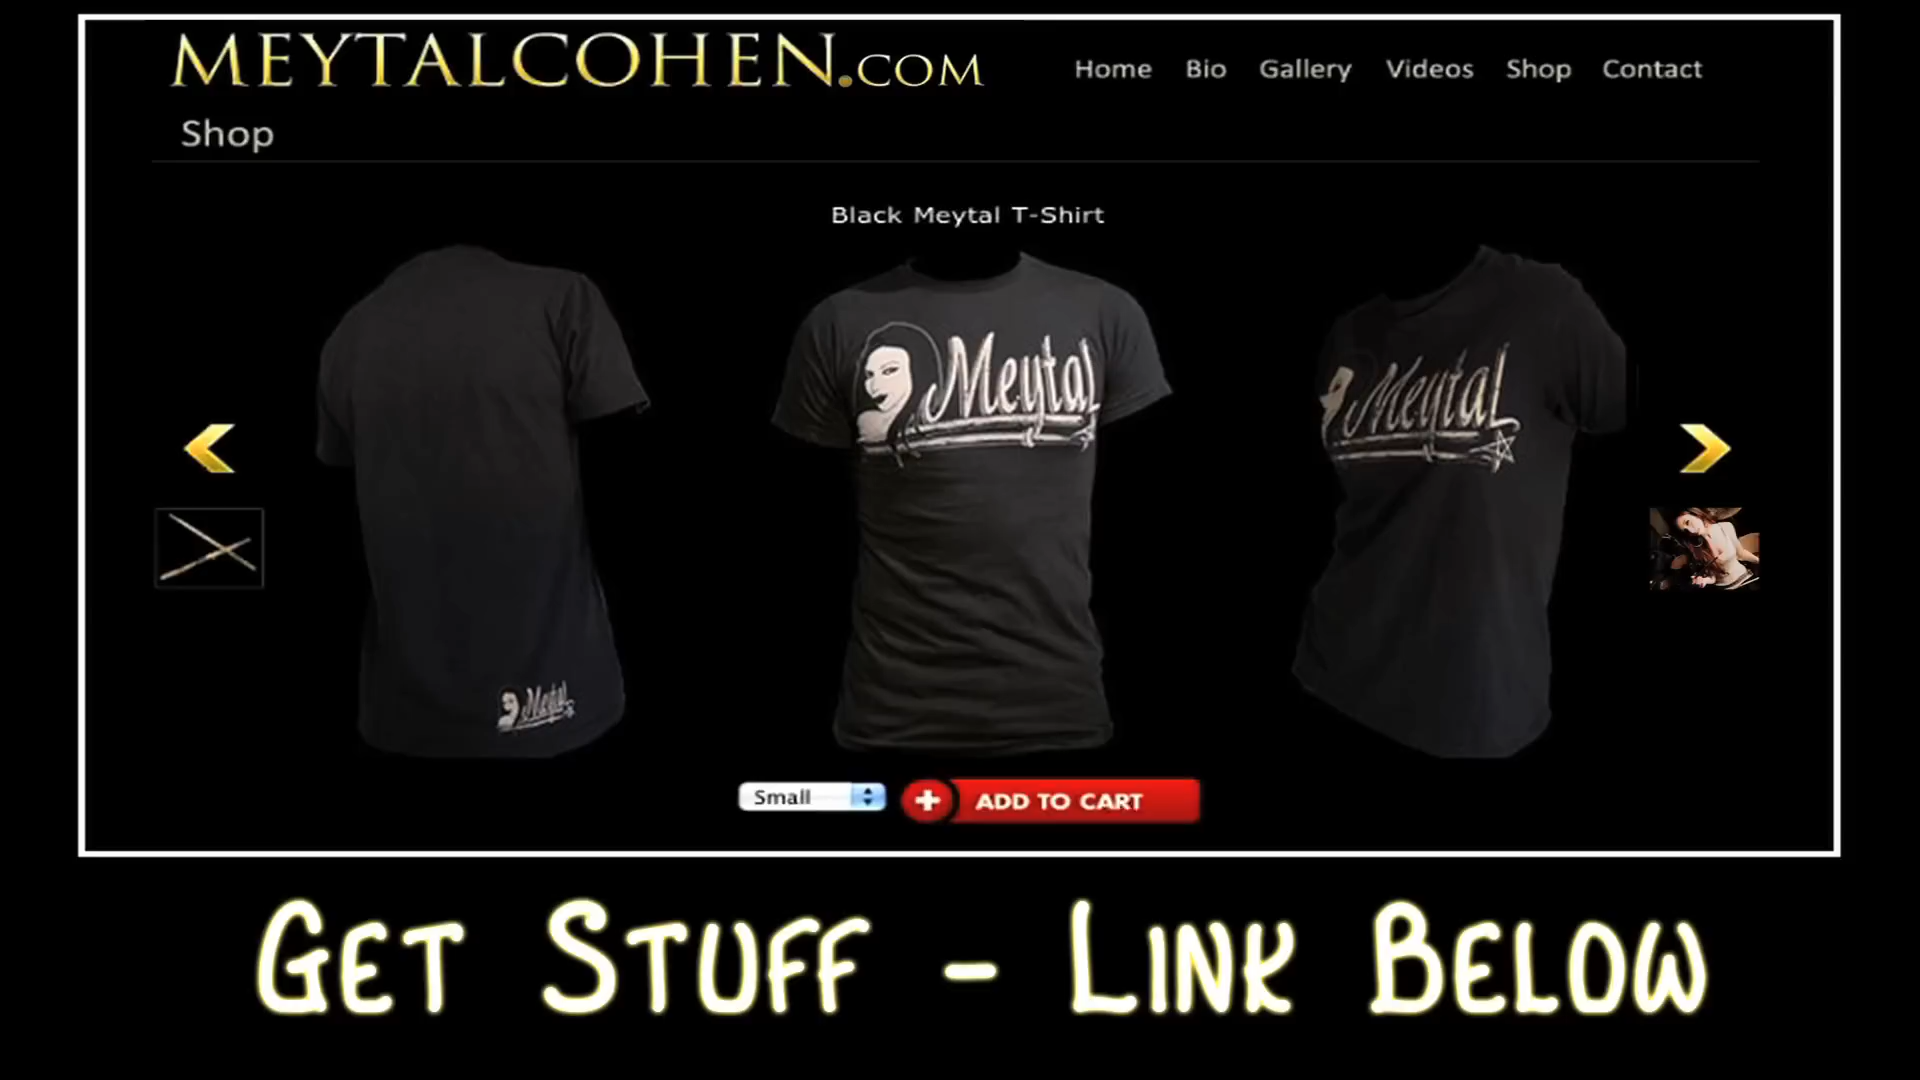 MEYTALCOHEN.COM
Home Bio Gallery Videos Shop Contact
Shop
Black Meytal T-Shirt
Meytal
Meytal
Meytal
Small
ADD TO CART
GET STUFF - LINK BELOW